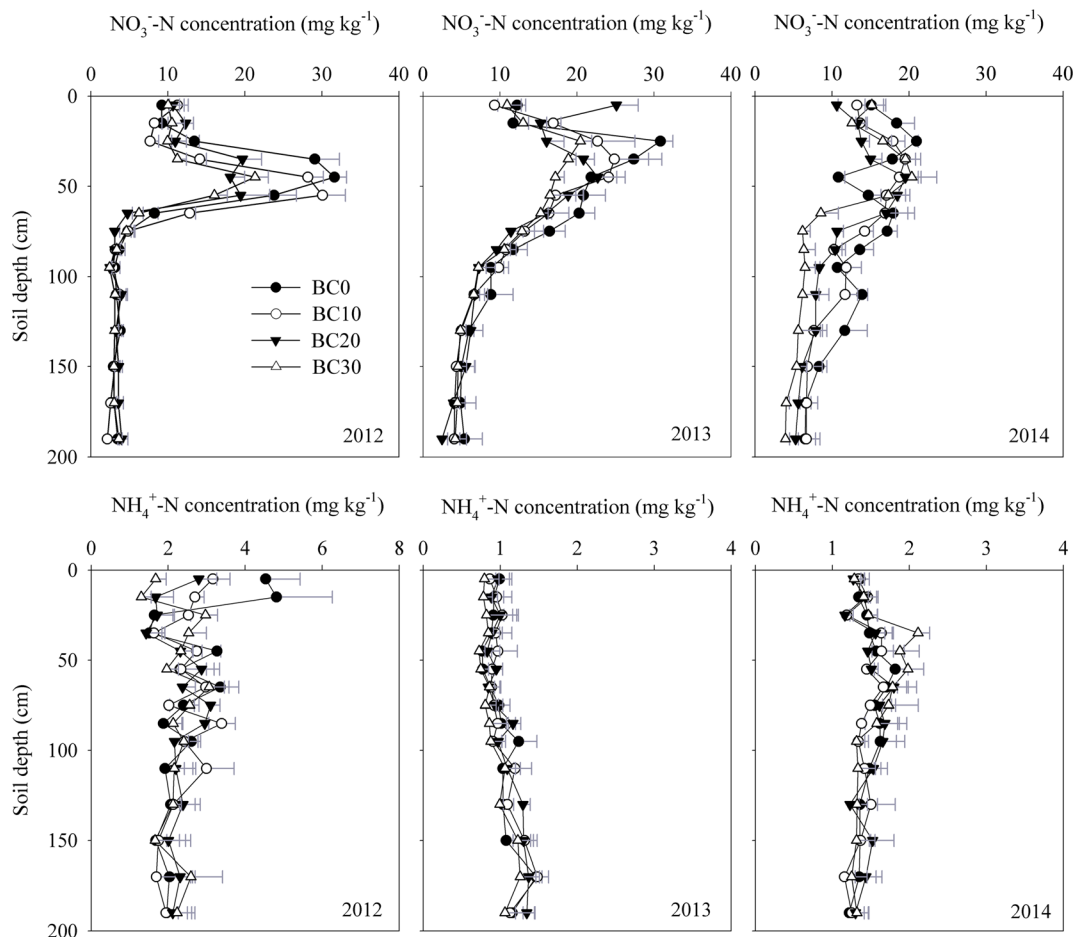 NO3--N concentration (mg kg-1) NO3--N concentration (mg kg-1) NO3--N concentration (mg kg-1)
0 10 20 30 40 0 10 20 30 40 0 10 20 30 40
0
50
100
150
200
Soil depth (cm)
BC0
BC10
BC20
BC30
2012 2013 2014
NH4+-N concentration (mg kg-1) NH4+-N concentration (mg kg-1) NH4+-N concentration (mg kg-1)
0 2 4 6 8 0 1 2 3 4 0 1 2 3 4
0
50
100
150
200
Soil depth (cm)
2012 2013 2014